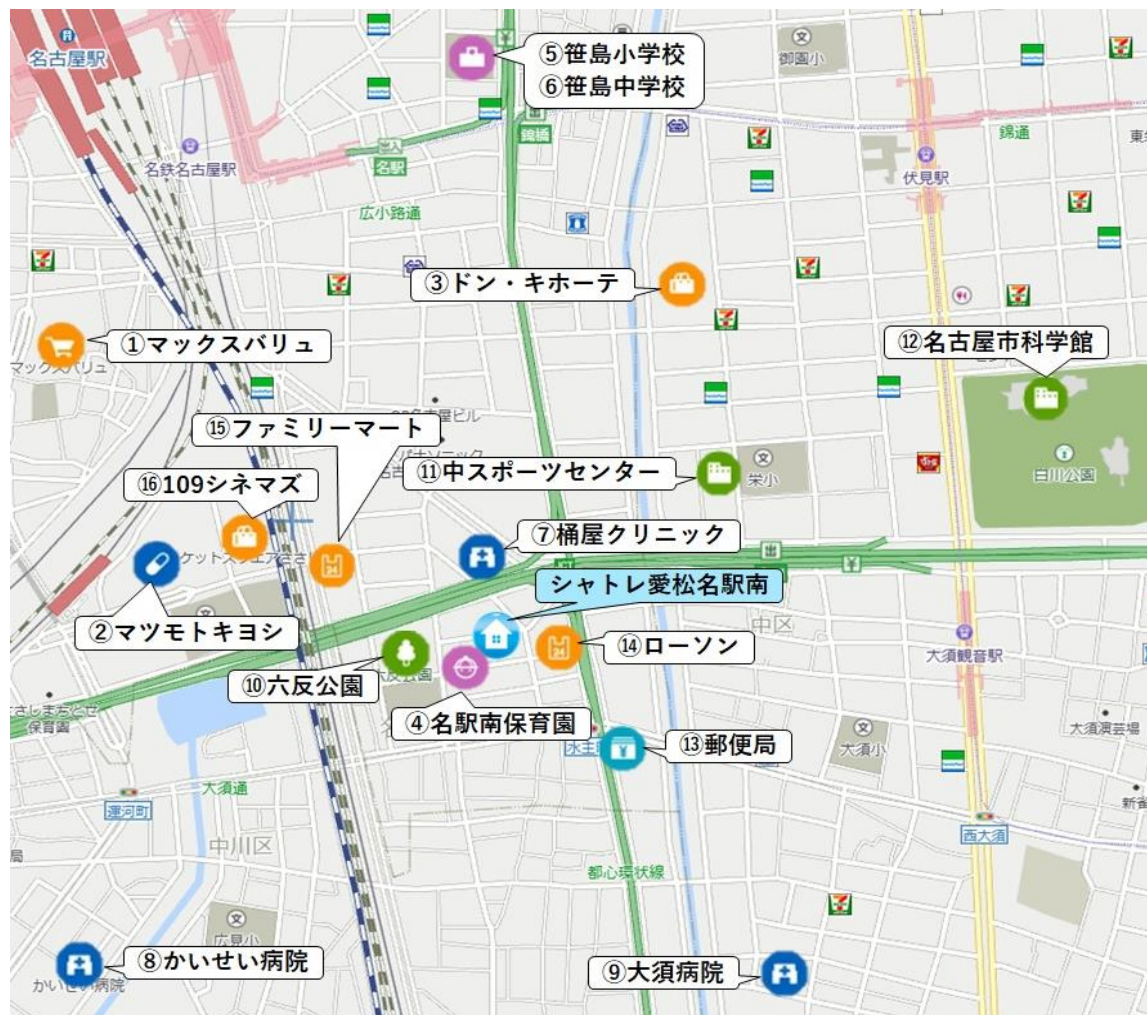 名古屋駅
⑤笹島小学校
⑥笹島中学校
御園小
錦通
錦橋
名鉄名古屋駅
出入
名駅
伏見駅
広小路通
③ドン・キホーテ
①マックスバリュ
マックスバリュ
⑫名古屋市科学館
⑮ファミリーマート
⑪中スポーツセンター
栄小
白川公園
⑯109シネマズ
⑦桶屋クリニック
出
シャトレ愛松名駅南
②マツモトキヨシ
中区
⑭ローソン
大須観音駅
⑩六反公園
④名駅南保育園
保育園
⑬郵便局
大須小
大須演芸場
大須通
運河町
中川区
西大須
都心環状線
広見小
⑧かいせい病院
かいせい病院
⑨大須病院